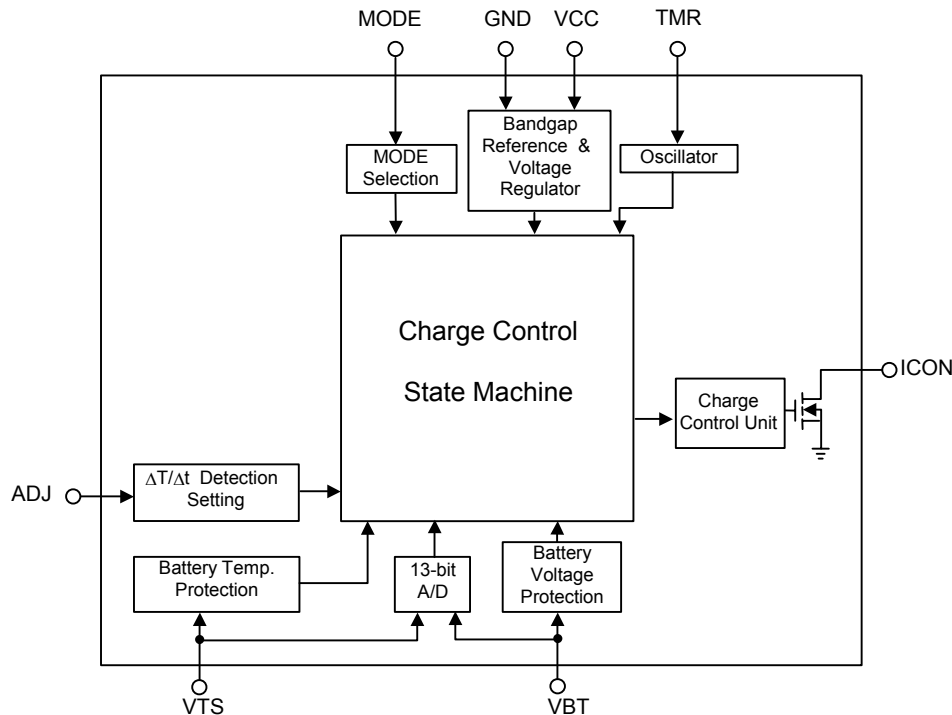 MODE GND VCC TMR
MODE
Selection
Bandgap
Reference &
Voltage
Regulator
Oscillator
Charge Control
State Machine
ICON
Charge
Control Unit
ADJ
ΔT/Δt Detection
Setting
Battery Temp.
Protection
13-bit
A/D
Battery
Voltage
Protection
VTS
VBT